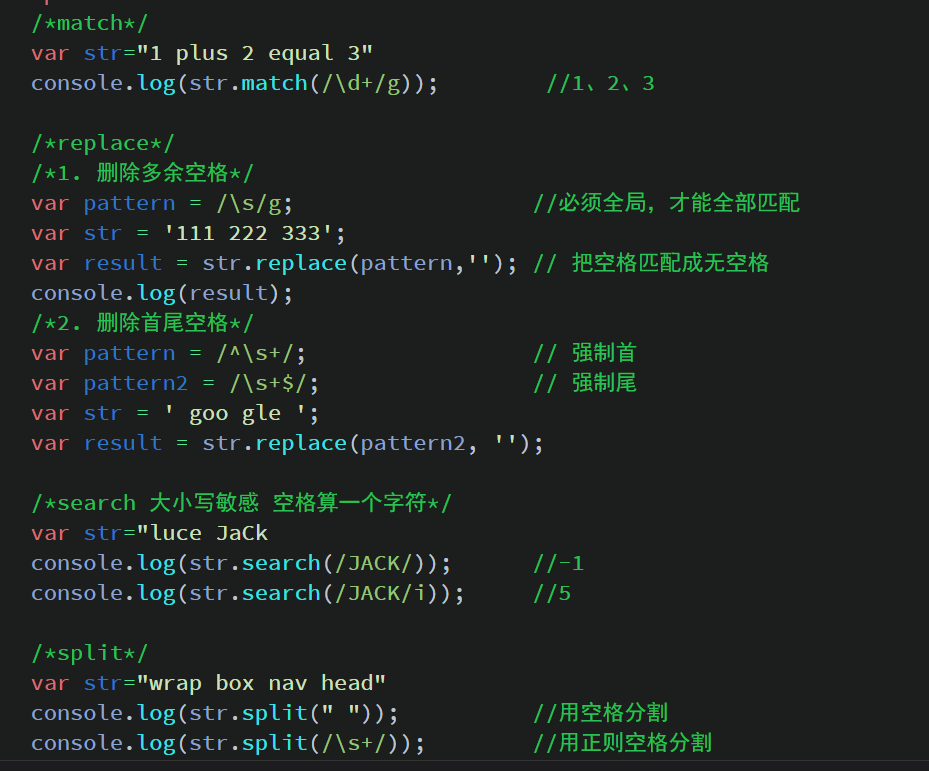 /*match*/
var str="1 plus 2 equal 3"
console.log(str.match(/\d+/g));        //1、2、3
/*replace*/
/*1. 删除多余空格*/
var pattern = /\s/g;                  //必须全局，才能全部匹配
var str = '111 222 333';
var result = str.replace(pattern,''); // 把空格匹配成无空格
console.log(result);
/*2. 删除首尾空格*/
var pattern = /^\s+/;                 // 强制首
var pattern2 = /\s+$/;                // 强制尾
var str = ' goo gle ';
var result = str.replace(pattern2, '');
/*search 大小写敏感 空格算一个字符*/
var str="luce JaCk
console.log(str.search(/JACK/));      //-1
console.log(str.search(/JACK/i));     //5
/*split*/
var str="wrap box nav head"
console.log(str.split(" "));          //用空格分割
console.log(str.split(/\s+/));        //用正则空格分割